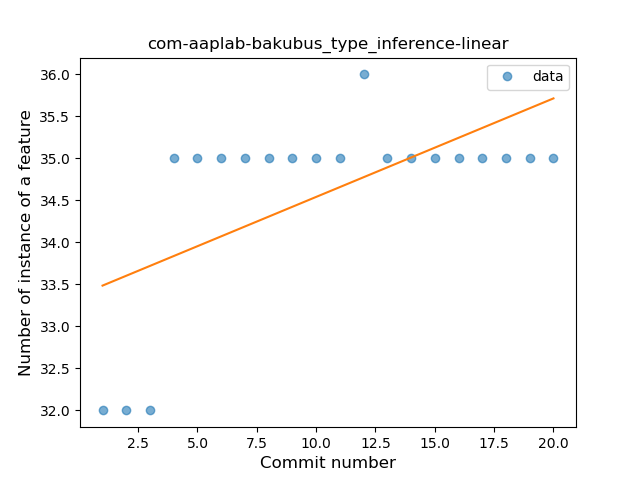 com-aaplab-bakubus_type_inference-linear
data
Number of instance of a feature
36.0
35.5
35.0
34.5
34.0
33.5
33.0
32.5
32.0
2.5 5.0 7.5 10.0 12.5 15.0 17.5 20.0
Commit number